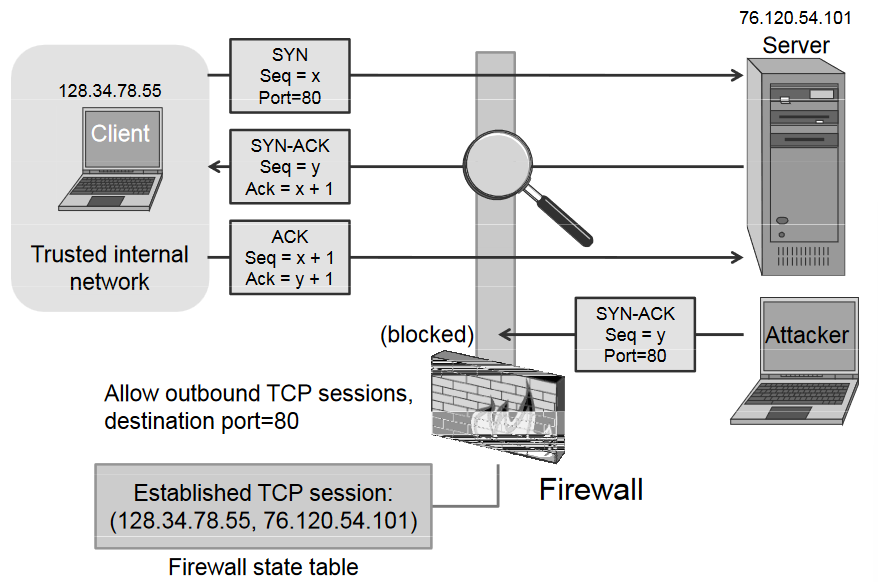 76.120.54.101
Server
SYN
Seq = x
Port=80
128.34.78.55
Client
SYN-ACK
Seq = y
Ack = x + 1
Trusted internal
network
ACK
Seq = x + 1
Ack = y + 1
SYN-ACK
Seq = y
Port=80
(blocked)
Attacker
Allow outbound TCP sessions,
destination port=80
Firewall
Established TCP session:
(128.34.78.55, 76.120.54.101)
Firewall state table